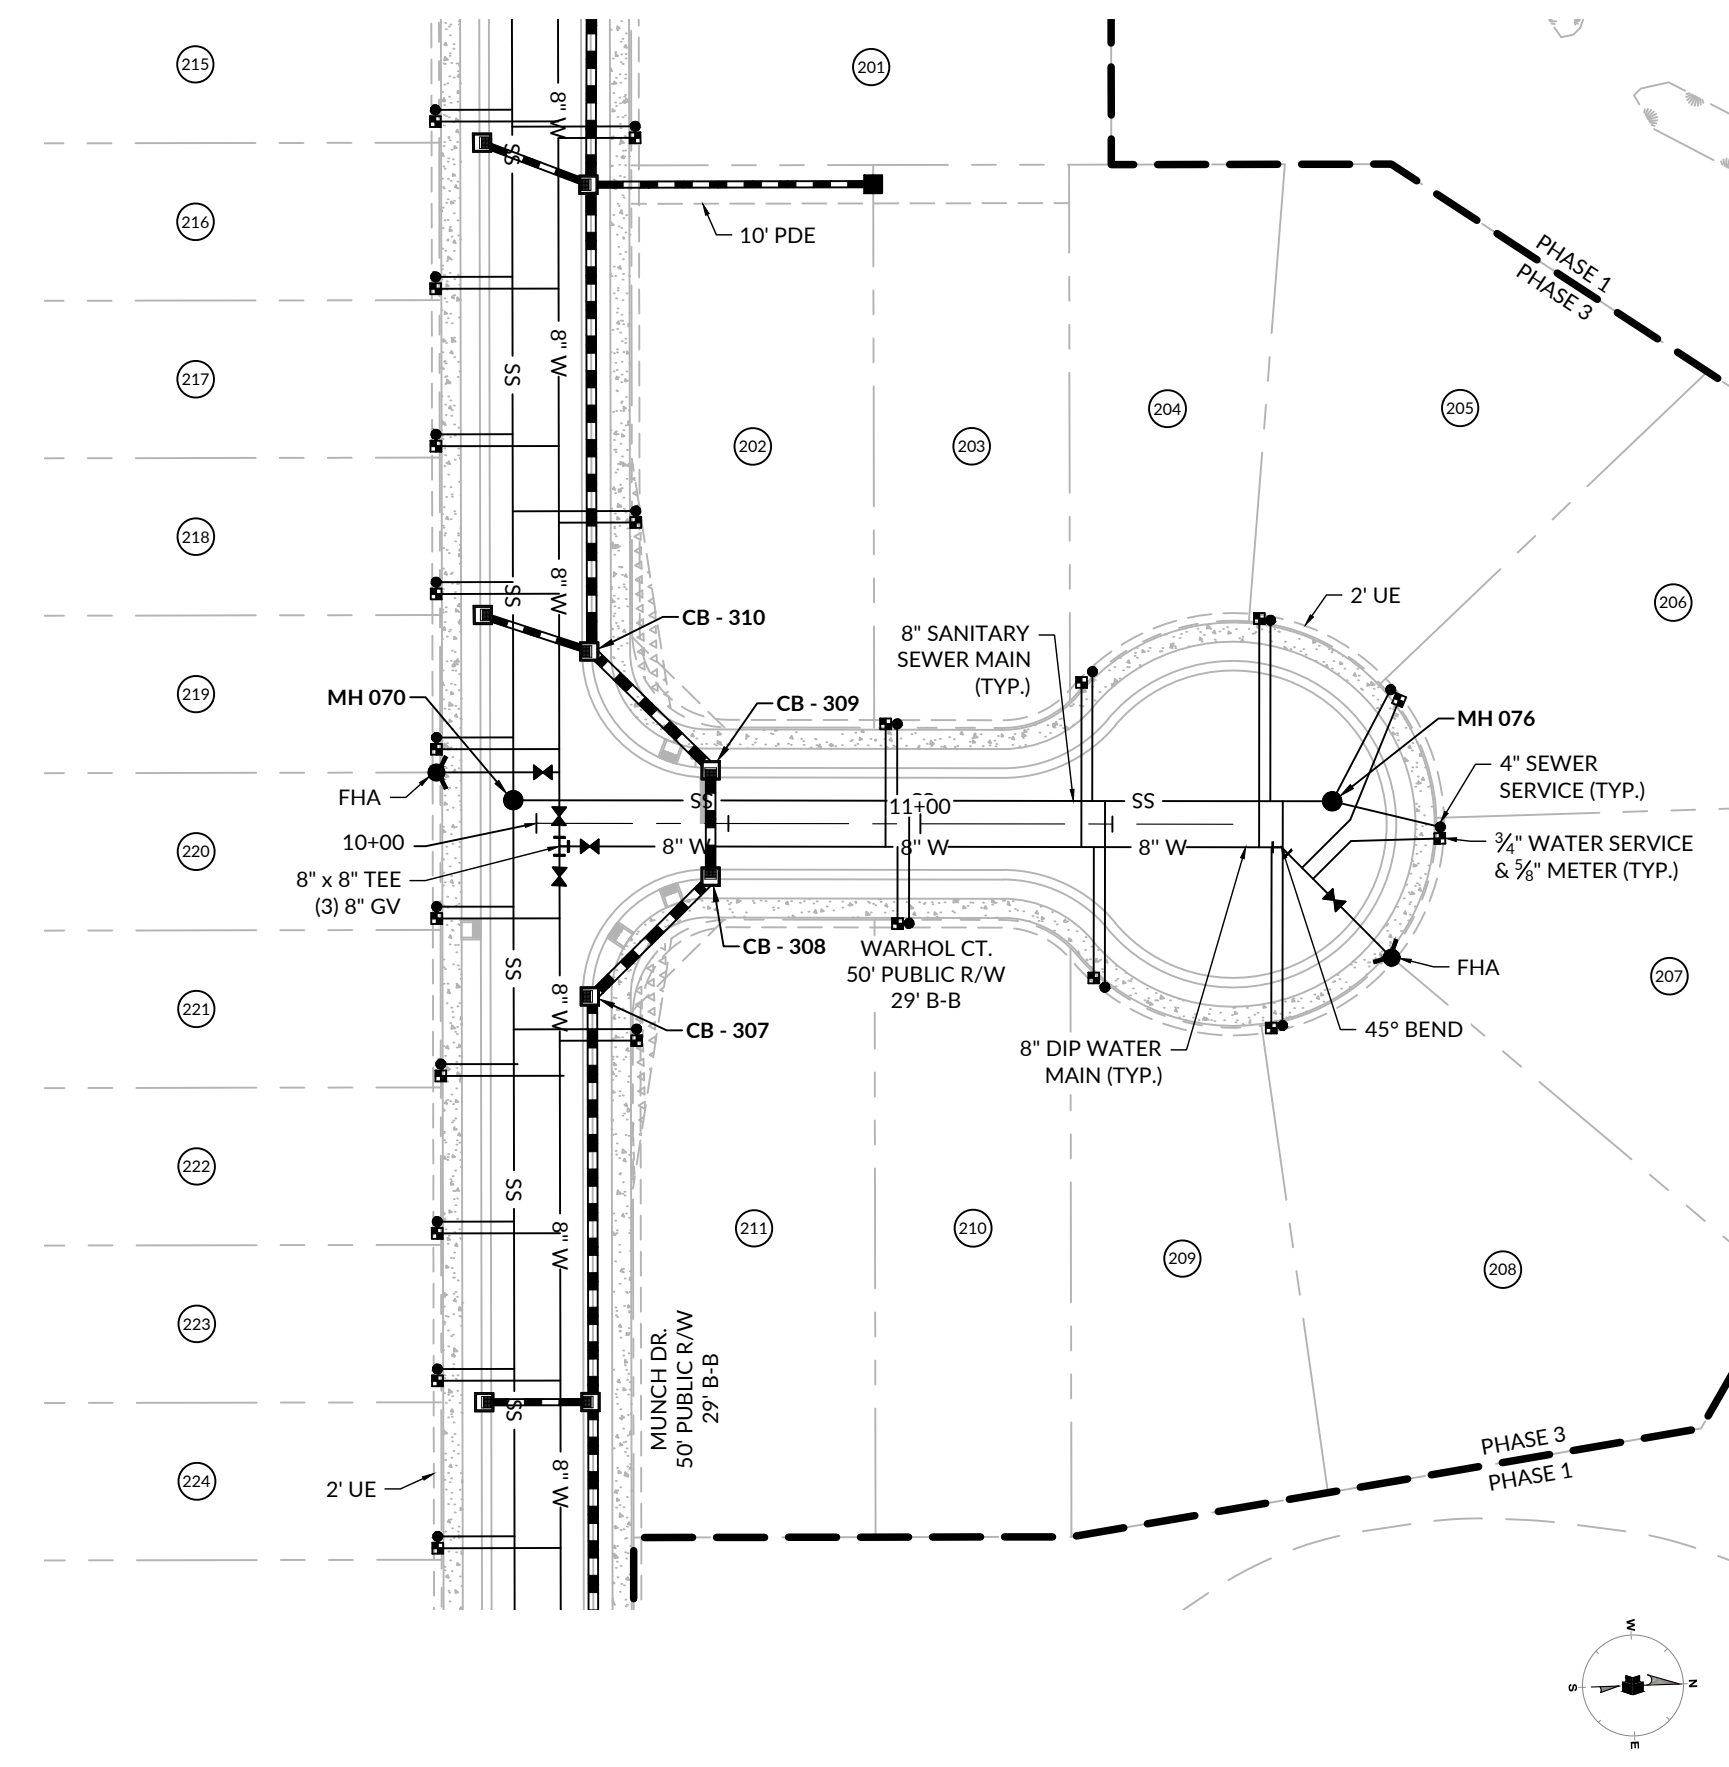 215
201
8" W
SS
216
10' PDE
PHASE 1
PHASE 3
217
8" W
SS
204
205
202
203
218
8" W
SS
2' UE
206
CB - 310
8" SANITARY
SEWER MAIN
(TYP.)
219
MH 070
CB - 309
MH 076
4" SEWER
SERVICE (TYP.)
FHA
SS
11+00
SS
10+00
220
8" W
8" W
8" W
3/4" WATER SERVICE
& 5/8" METER (TYP.)
8" x 8" TEE
(3) 8" GV
CB - 308
WARHOL CT.
50' PUBLIC R/W
29' B-B
SS
FHA
207
221
8" W
CB - 307
45° BEND
8" DIP WATER
MAIN (TYP.)
222
SS
211
210
209
208
8" W
223
MUNCH DR.
50' PUBLIC R/W
29' B-B
SS
PHASE 3
PHASE 1
224
2' UE
8" W
W
S
N
E